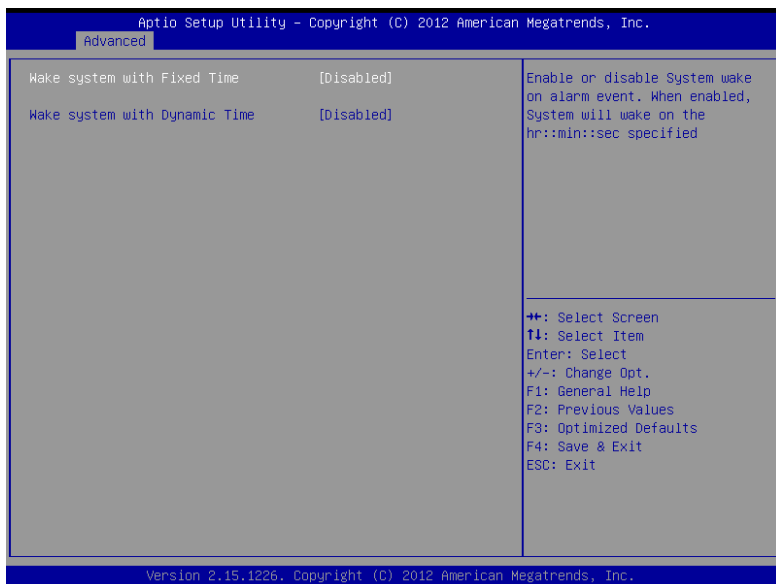 Aptio Setup Utility – Copyright (C) 2012 American Megatrends, Inc.
Advanced
Wake system with Fixed Time [Disabled]
Wake system with Dynamic Time [Disabled]
Enable or disable System wake
on alarm event. When enabled,
System will wake on the
hr::min::sec specified
→←: Select Screen
↑↓: Select Item
Enter: Select
+/-: Change Opt.
F1: General Help
F2: Previous Values
F3: Optimized Defaults
F4: Save & Exit
ESC: Exit
Version 2.15.1226. Copyright (C) 2012 American Megatrends, Inc.